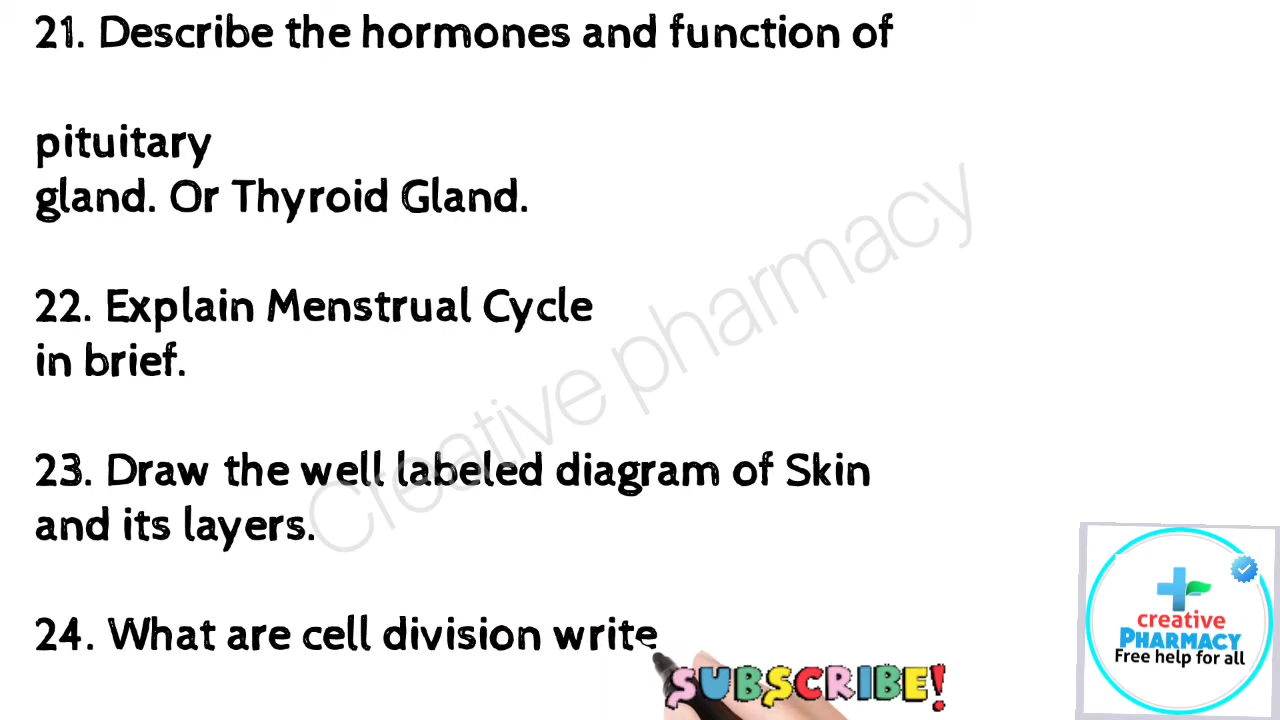 21. Describe the hormones and function of
pituitary
gland. Or Thyroid Gland.
22. Explain Menstrual Cycle
in brief.
23. Draw the well labeled diagram of Skin
and its layers.
24. What are cell division write
Creative pharmacy
SUBSCRIBE!
creative
PHARMACY
Free help for all